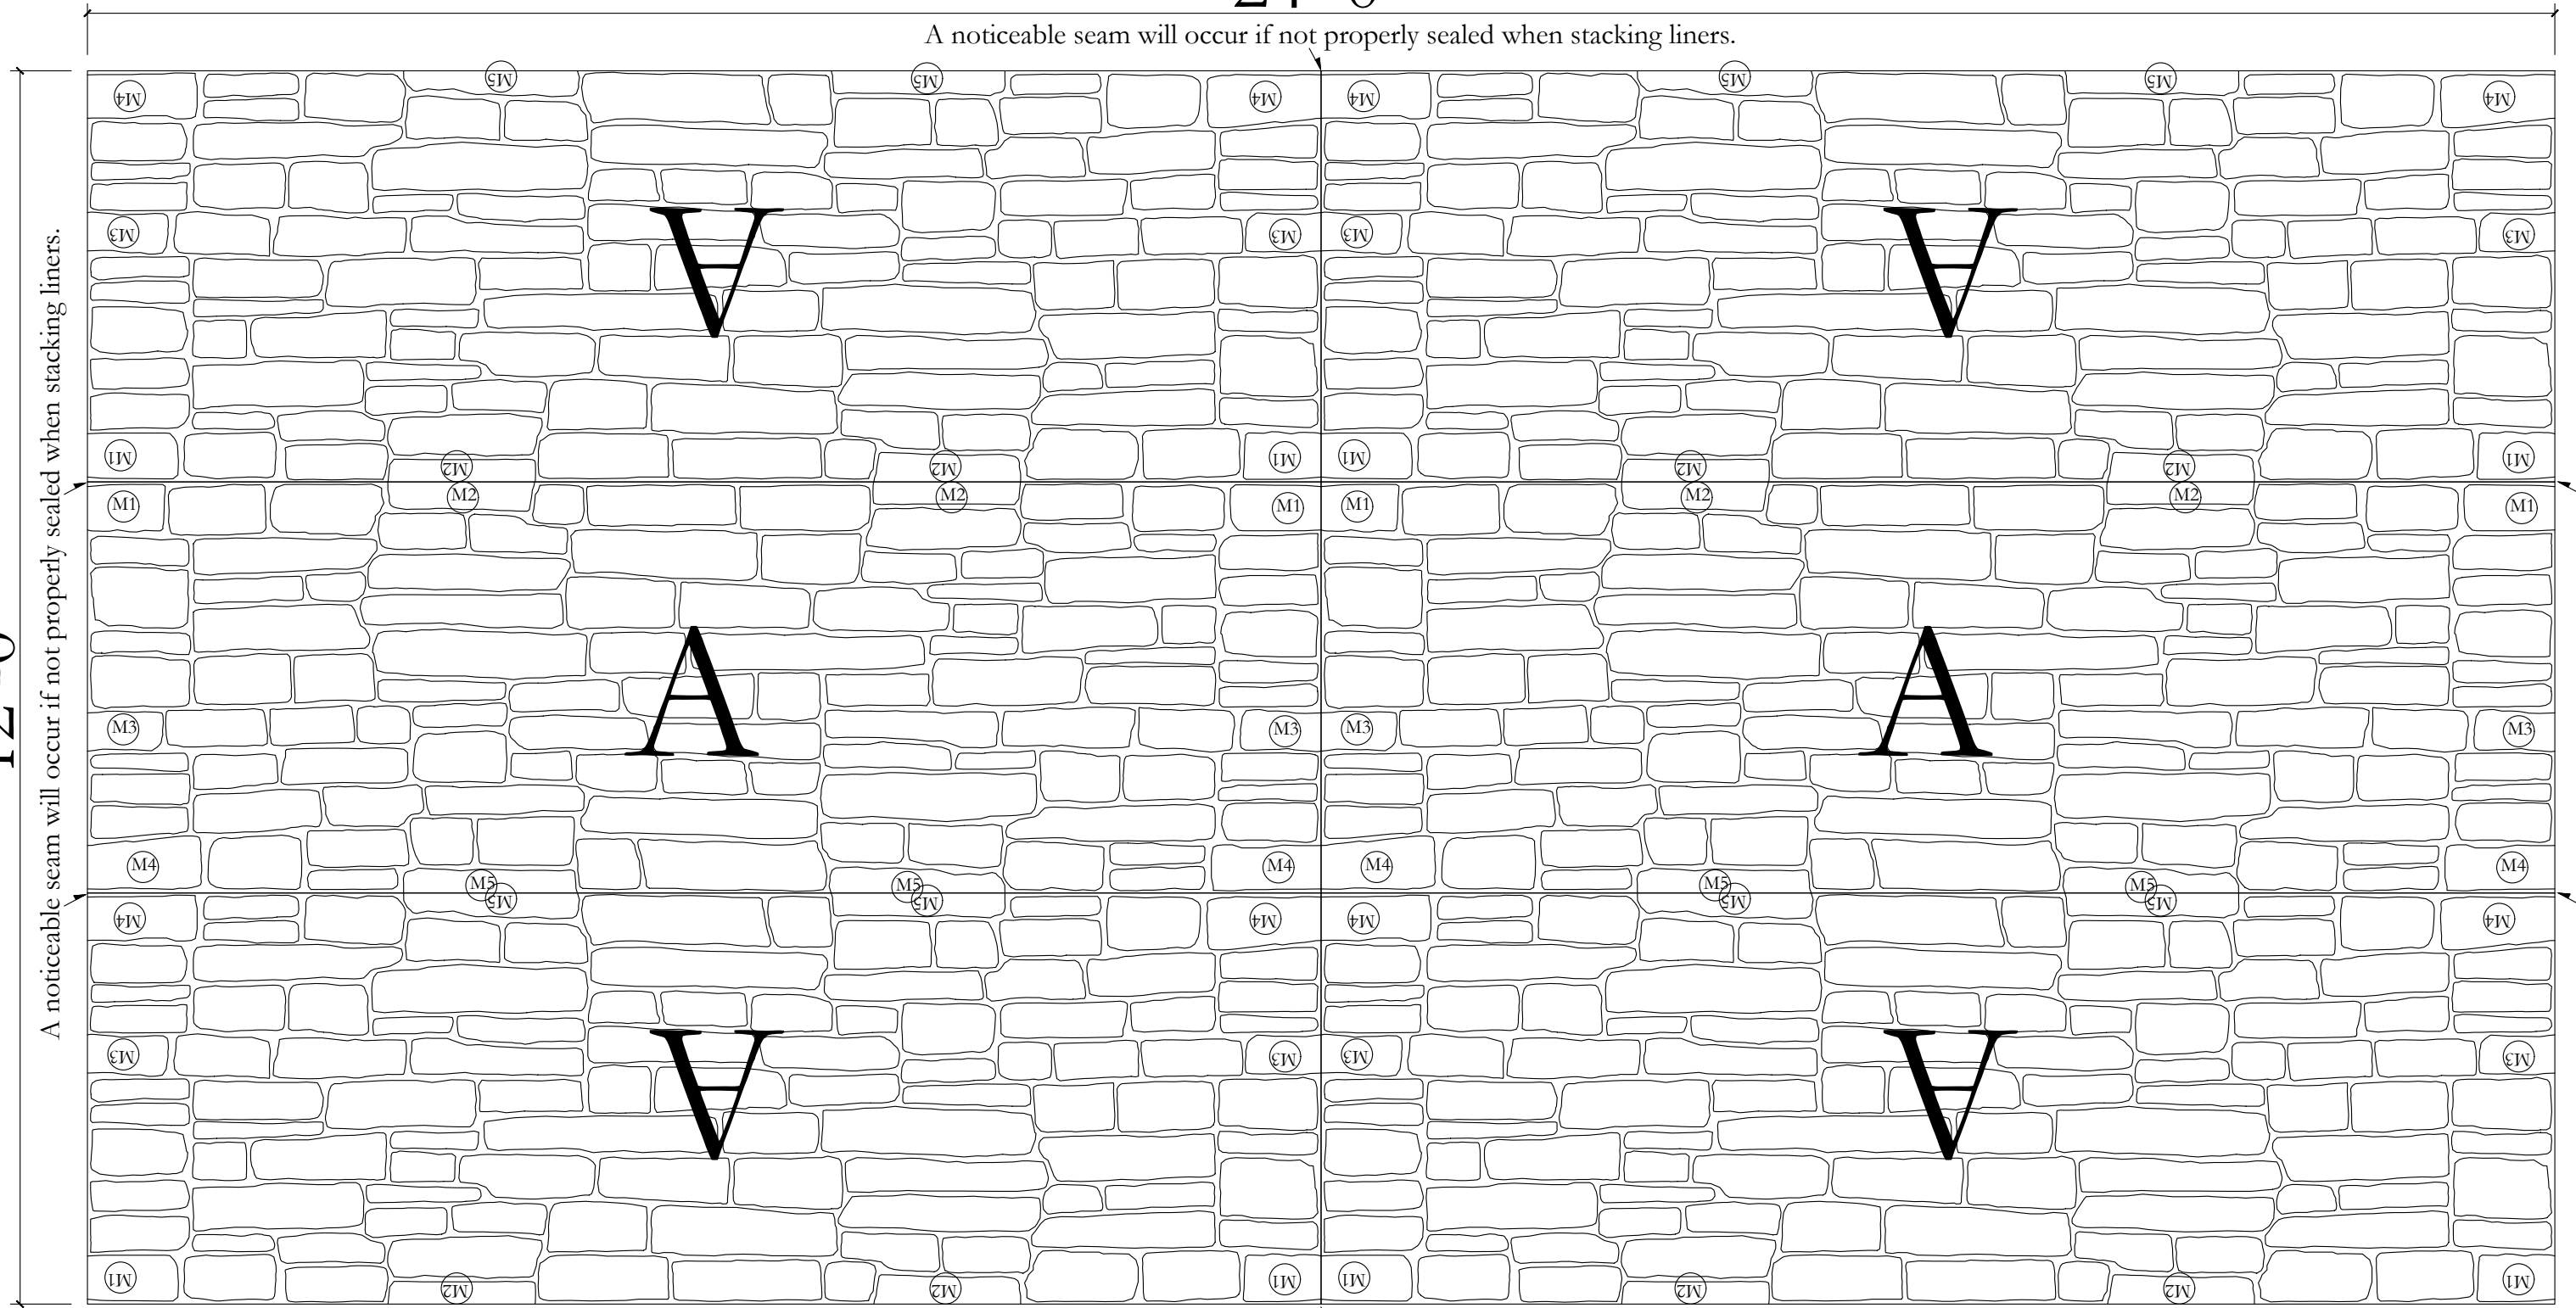 A noticeable seam will occur if not properly sealed when stacking liners.
A noticeable seam will occur if not properly sealed when stacking liners.
M4 M5 M5 M4 M4 M5 M5 M4
M3 M3 M3 M3
A A
M1 M2 M2 M1 M1 M2 M2 M1
M1 M2 M2 M1 M1 M2 M2 M1
A A
M3 M3 M3 M3
M4 M5 M5 M4 M4 M5 M5 M4
M4 M5 M5 M4 M4 M5 M5 M4
M3 M3 M3 M3
A A
M1 M2 M2 M1 M1 M2 M2 M1